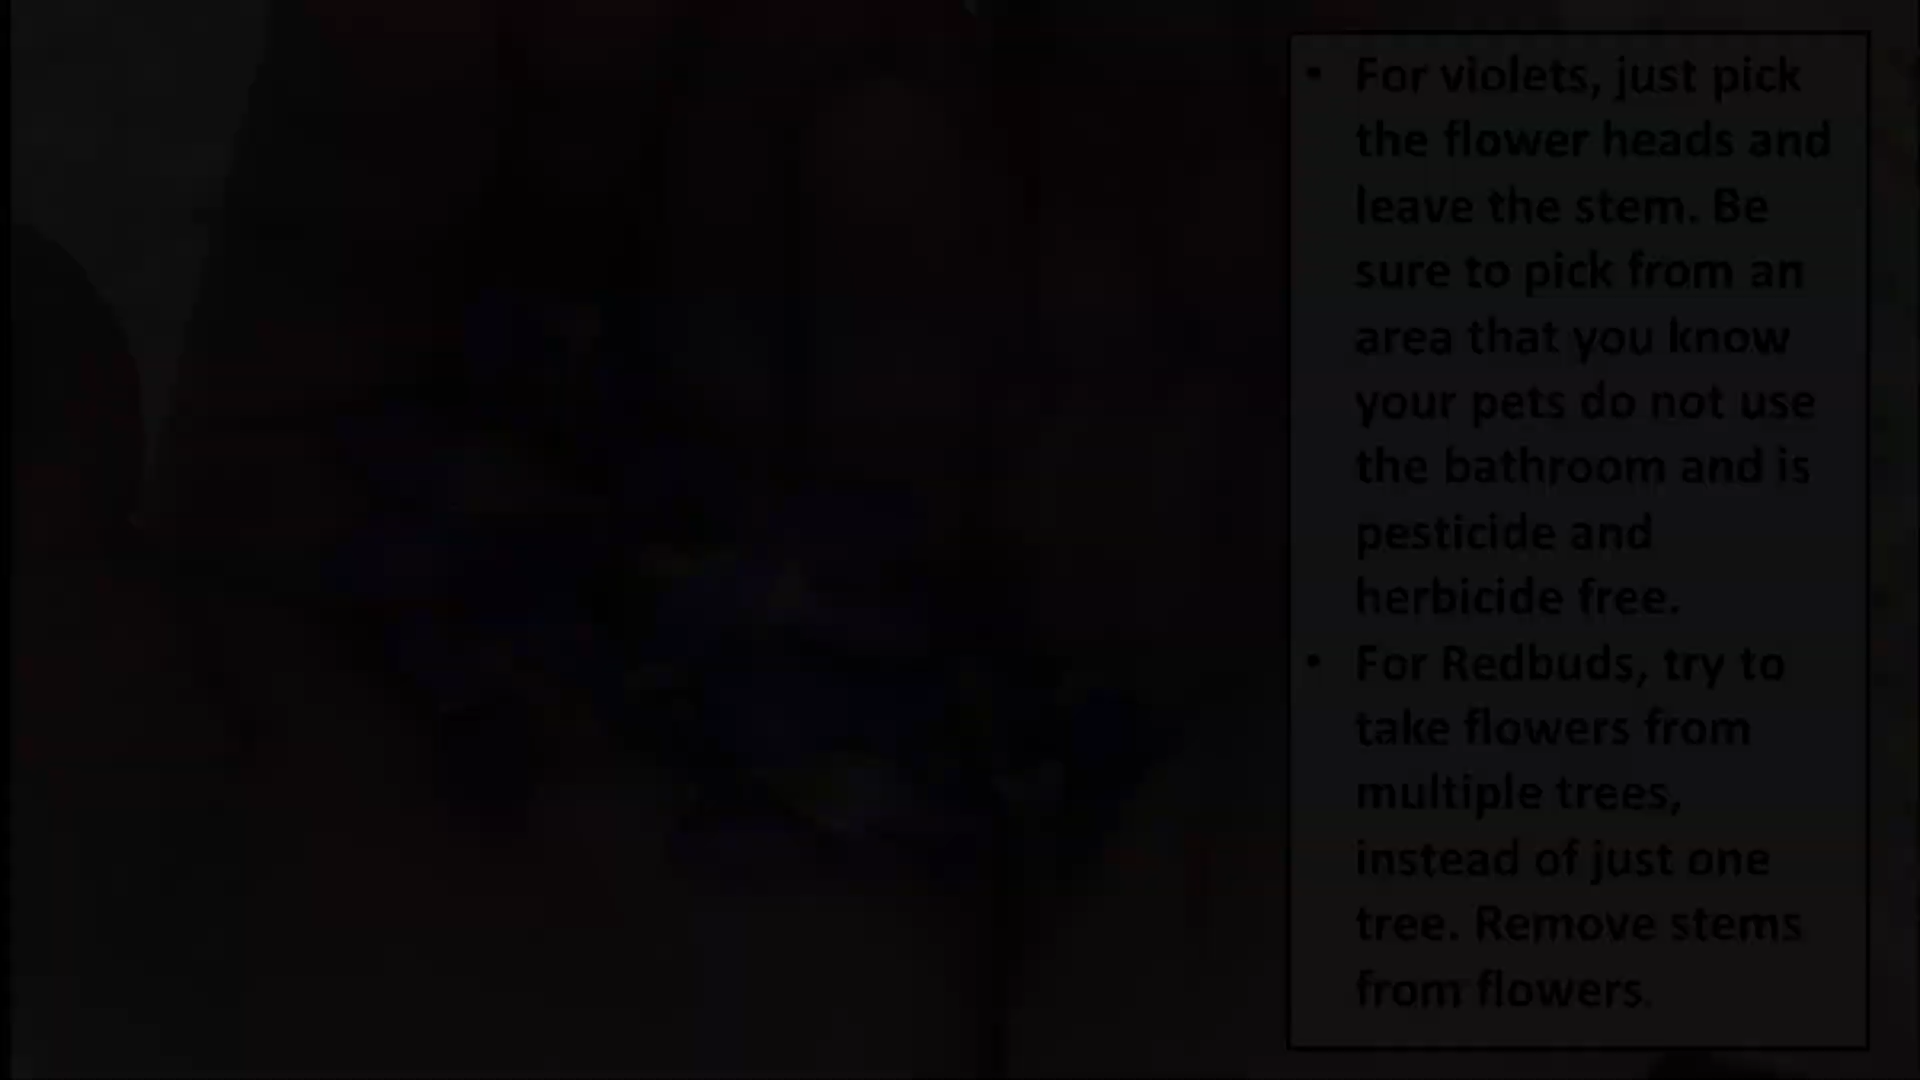 • For violets, just pick
the flower heads and
leave the stem. Be
sure to pick from an
area that you know
your pets do not use
the bathroom and is
pesticide and
herbicide free.
• For Redbuds, try to
take flowers from
multiple trees,
instead of just one
tree. Remove stems
from flowers.